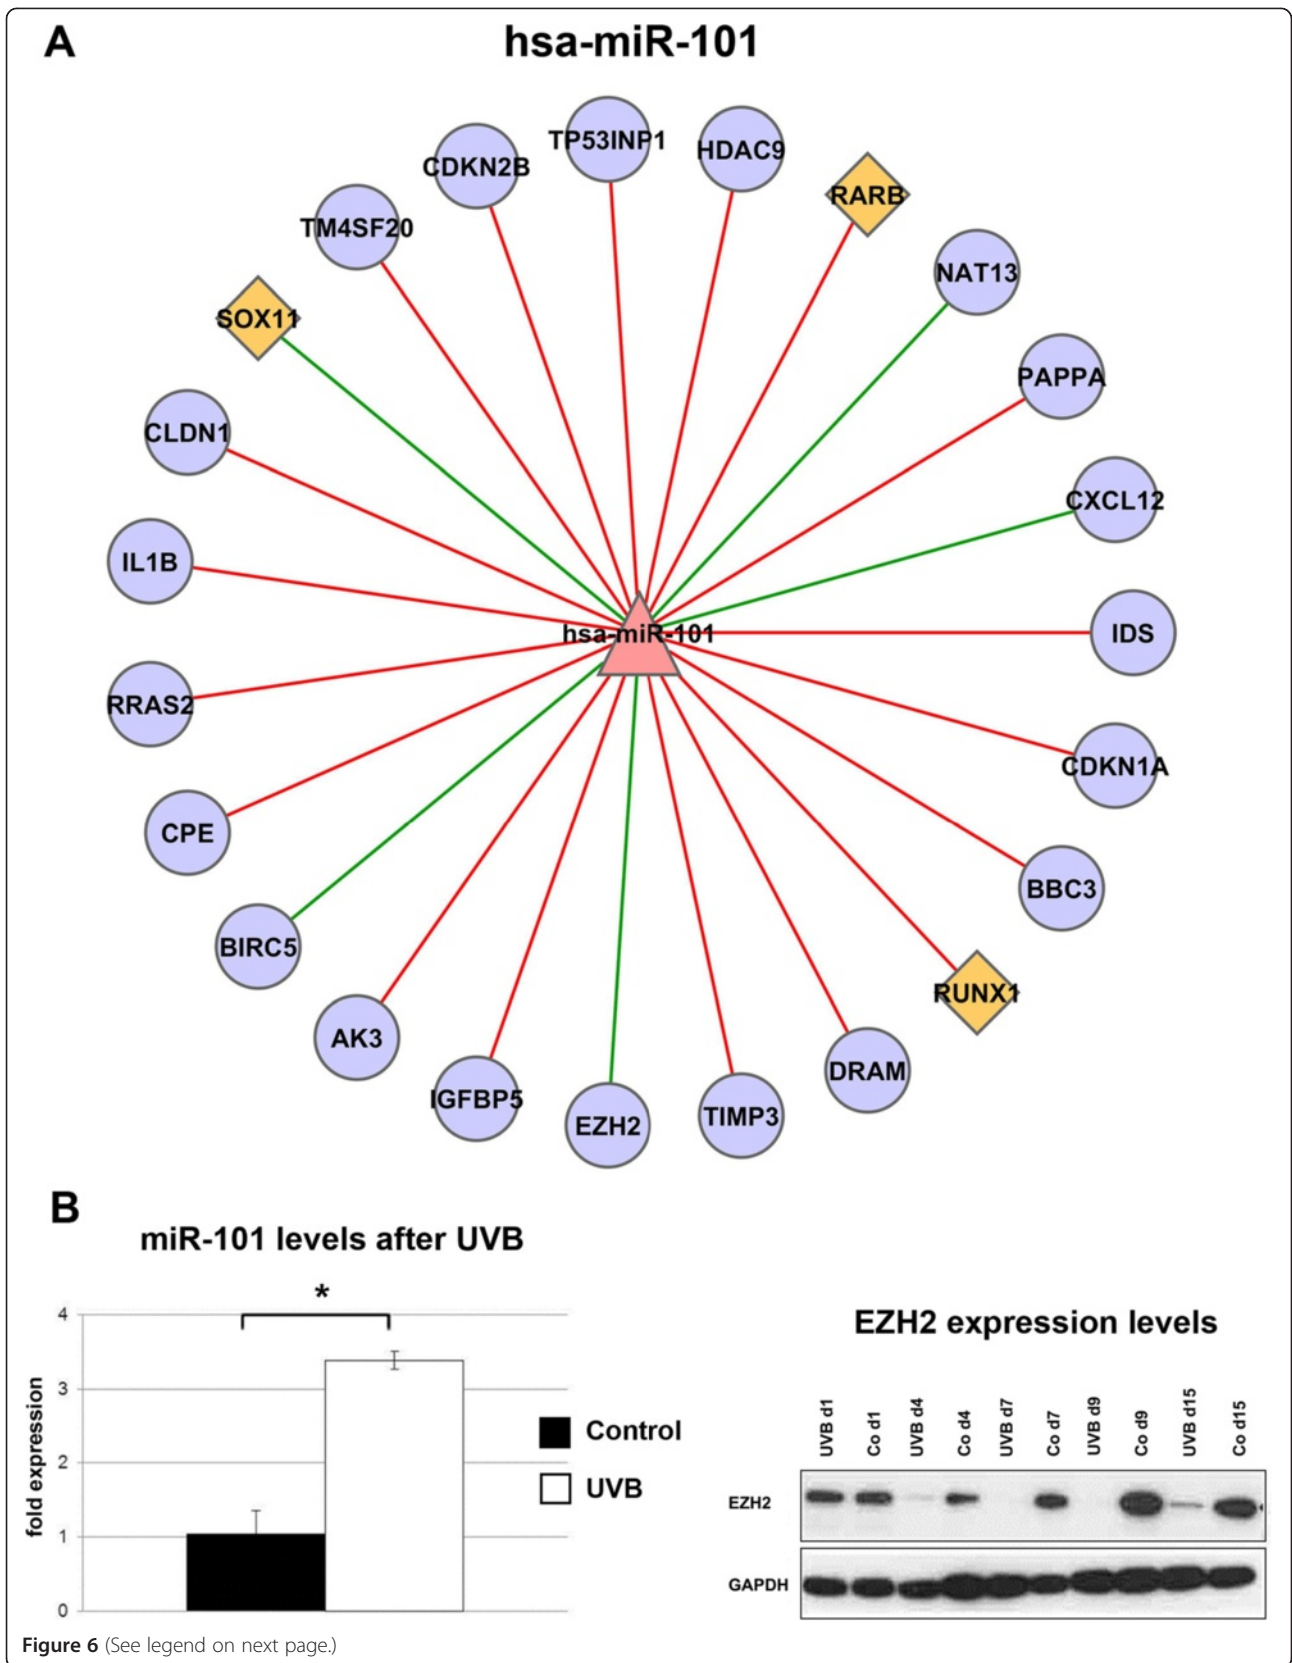 A
hsa-miR-101
TP53INP1
HDAC9
CDKN2B
RARB
TM4SF20
NAT13
SOX11
PAPPA
CLDN1
CXCL12
IL1B
hsa-miR-101
IDS
RRAS2
CDKN1A
CPE
BBC3
BIRC5
RUNX1
AK3
DRAM
IGFBP5
EZH2
TIMP3
B
miR-101 levels after UVB
*
4
3
2
1
0
fold expression
Control
UVB
EZH2 expression levels
UVB d1
Co d1
UVB d4
Co d4
UVB d7
Co d7
UVB d9
Co d9
UVB d15
Co d15
EZH2
GAPDH
Figure 6 (See legend on next page.)